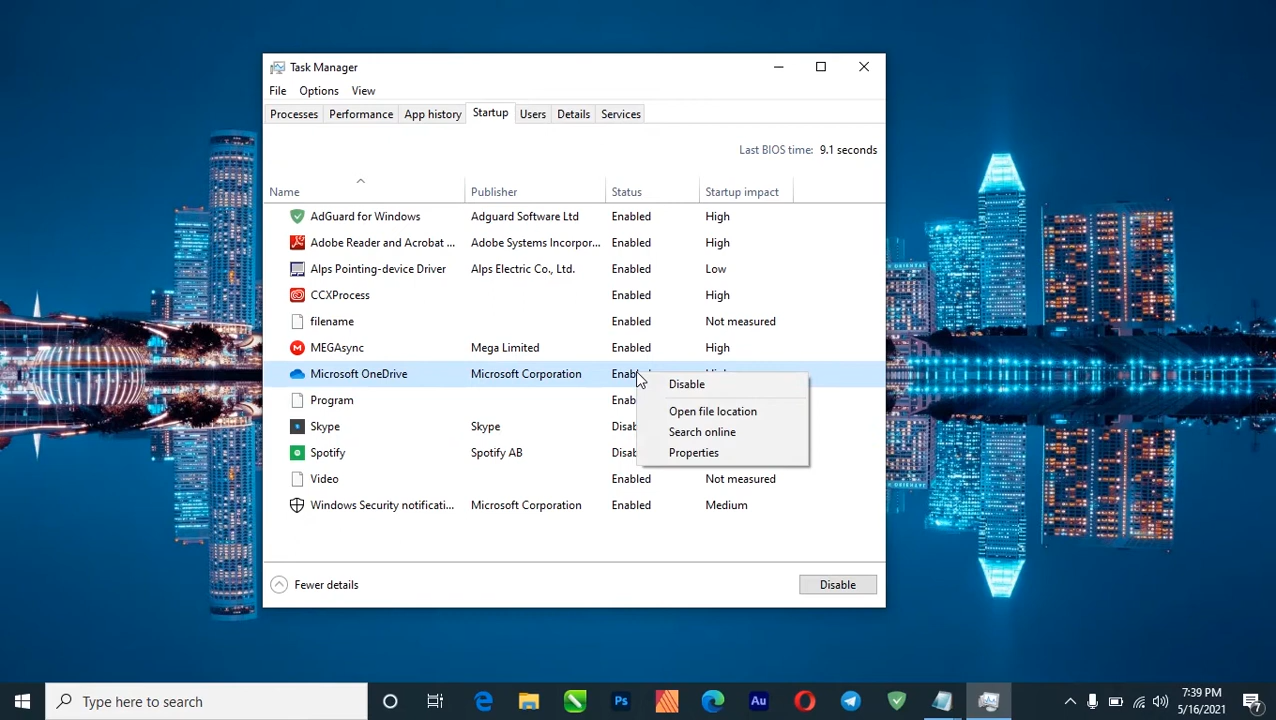 Task Manager
File Options View
Processes Performance App history Startup Users Details Services
Last BIOS time: 9.1 seconds
Name Publisher Status Startup impact
AdGuard for Windows Adguard Software Ltd Enabled High
Adobe Reader and Acrobat ... Adobe Systems Incorpor... Enabled High
Alps Pointing-device Driver Alps Electric Co., Ltd. Enabled Low
CCXProcess Enabled High
filename Enabled Not measured
MEGAsync Mega Limited Enabled High
Microsoft OneDrive Microsoft Corporation
Disable
Program
Open file location
Skype Skype
Search online
Spotify Spotify AB
Properties
Video Enabled Not measured
Windows Security notificati... Microsoft Corporation Enabled Medium
Fewer details Disable
Type here to search
Ps
Au
7:39 PM
5/16/2021
7